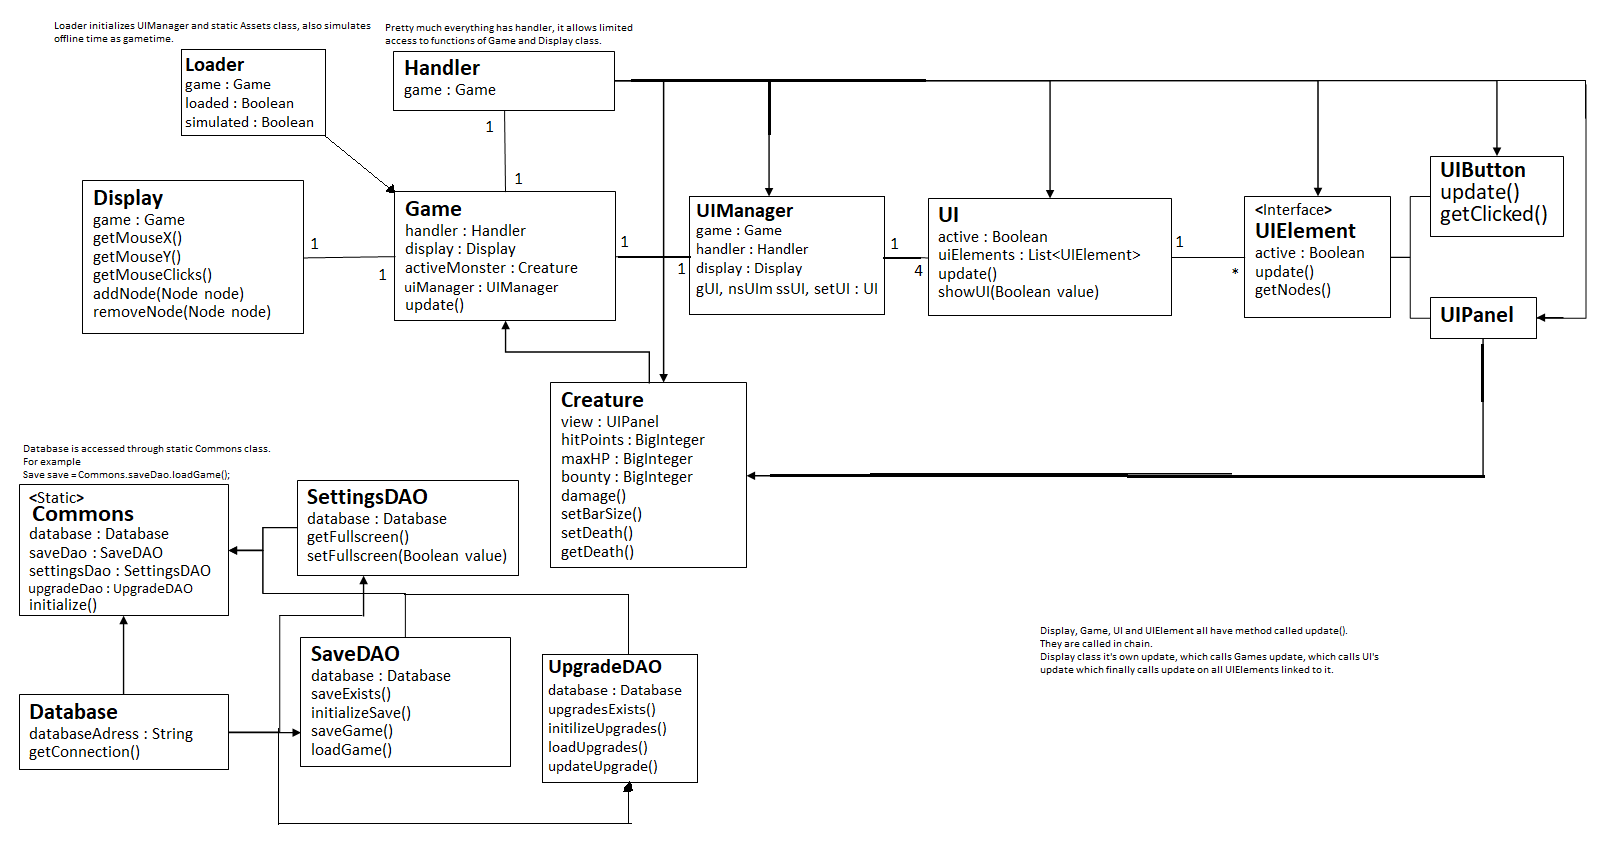 Loader initializes UIManager and static Assets class, also simulates
offline time as gametime.
Pretty much everything has handler, it allows limited
access to functions of Game and Display class.
Loader
game : Game
loaded : Boolean
simulated : Boolean
Handler
game : Game
1
1
Display
game : Game
getMouseX()
getMouseY()
getMouseClicks()
addNode(Node node)
removeNode(Node node)
1
1
Game
handler : Handler
display : Display
activeMonster : Creature
uiManager : UIManager
update()
1
1
UIManager
game : Game
handler : Handler
display : Display
gUI, nsUIm ssUI, setUI : UI
1
4
UI
active : Boolean
uiElements : List<UIElement>
update()
showUI(Boolean value)
1
*
<Interface>
UIElement
active : Boolean
update()
getNodes()
UIButton
update()
getClicked()
UIPanel
Creature
view : UIPanel
hitPoints : BigInteger
maxHP : BigInteger
bounty : BigInteger
damage()
setBarSize()
setDeath()
getDeath()
Database is accessed through static Commons class.
For example
Save save = Commons.saveDao.loadGame();
<Static>
Commons
database : Database
saveDao : SaveDAO
settingsDao : SettingsDAO
upgradeDao : UpgradeDAO
initialize()
SettingsDAO
database : Database
getFullscreen()
setFullscreen(Boolean value)
SaveDAO
database : Database
saveExists()
initializeSave()
saveGame()
loadGame()
UpgradeDAO
database : Database
upgradesExists()
initilizeUpgrades()
loadUpgrades()
updateUpgrade()
Database
databaseAdress : String
getConnection()
Display, Game, UI and UIElement all have method called update().
They are called in chain.
Display class it's own update, which calls Games update, which calls UI's
update which finally calls update on all UIElements linked to it.